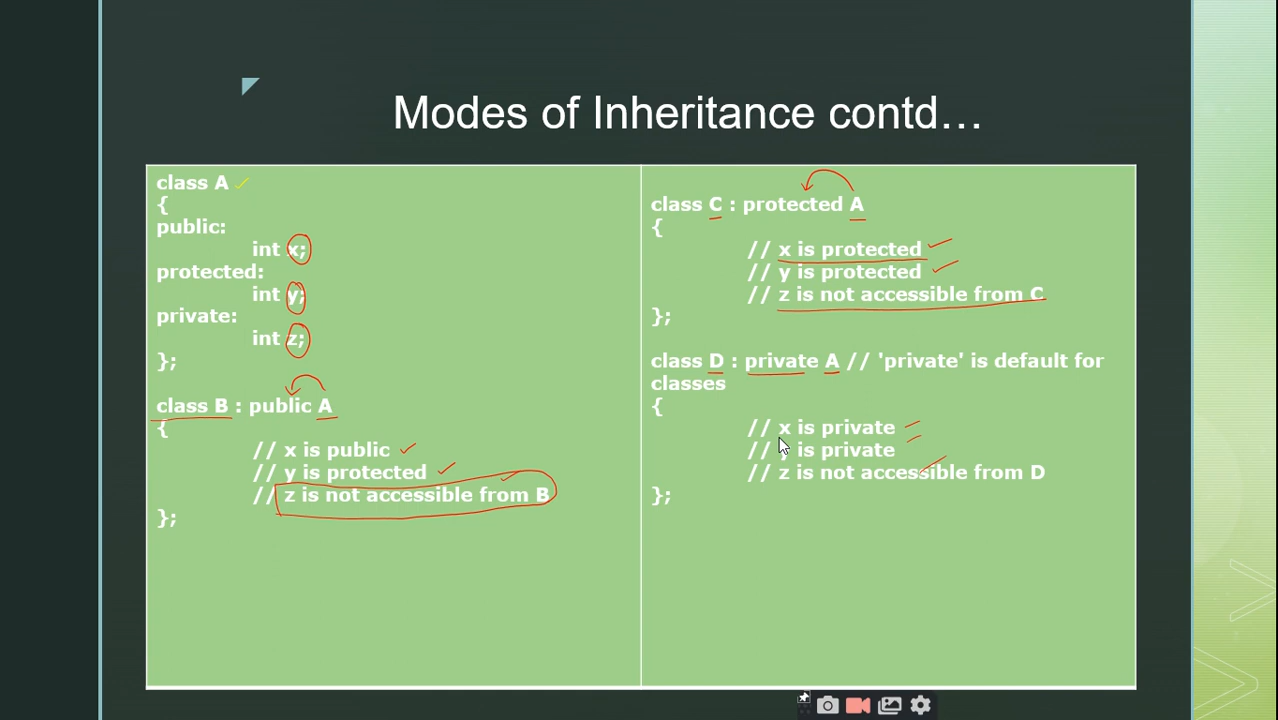 Modes of Inheritance contd...
class A
{
public:
int x;
protected:
int y;
private:
int z;
};
class B : public A
{
// x is public
// y is protected
// z is not accessible from B
};
class C : protected A
{
// x is protected
// y is protected
// z is not accessible from C
};
class D : private A // 'private' is default for
classes
{
// x is private
// y is private
// z is not accessible from D
};